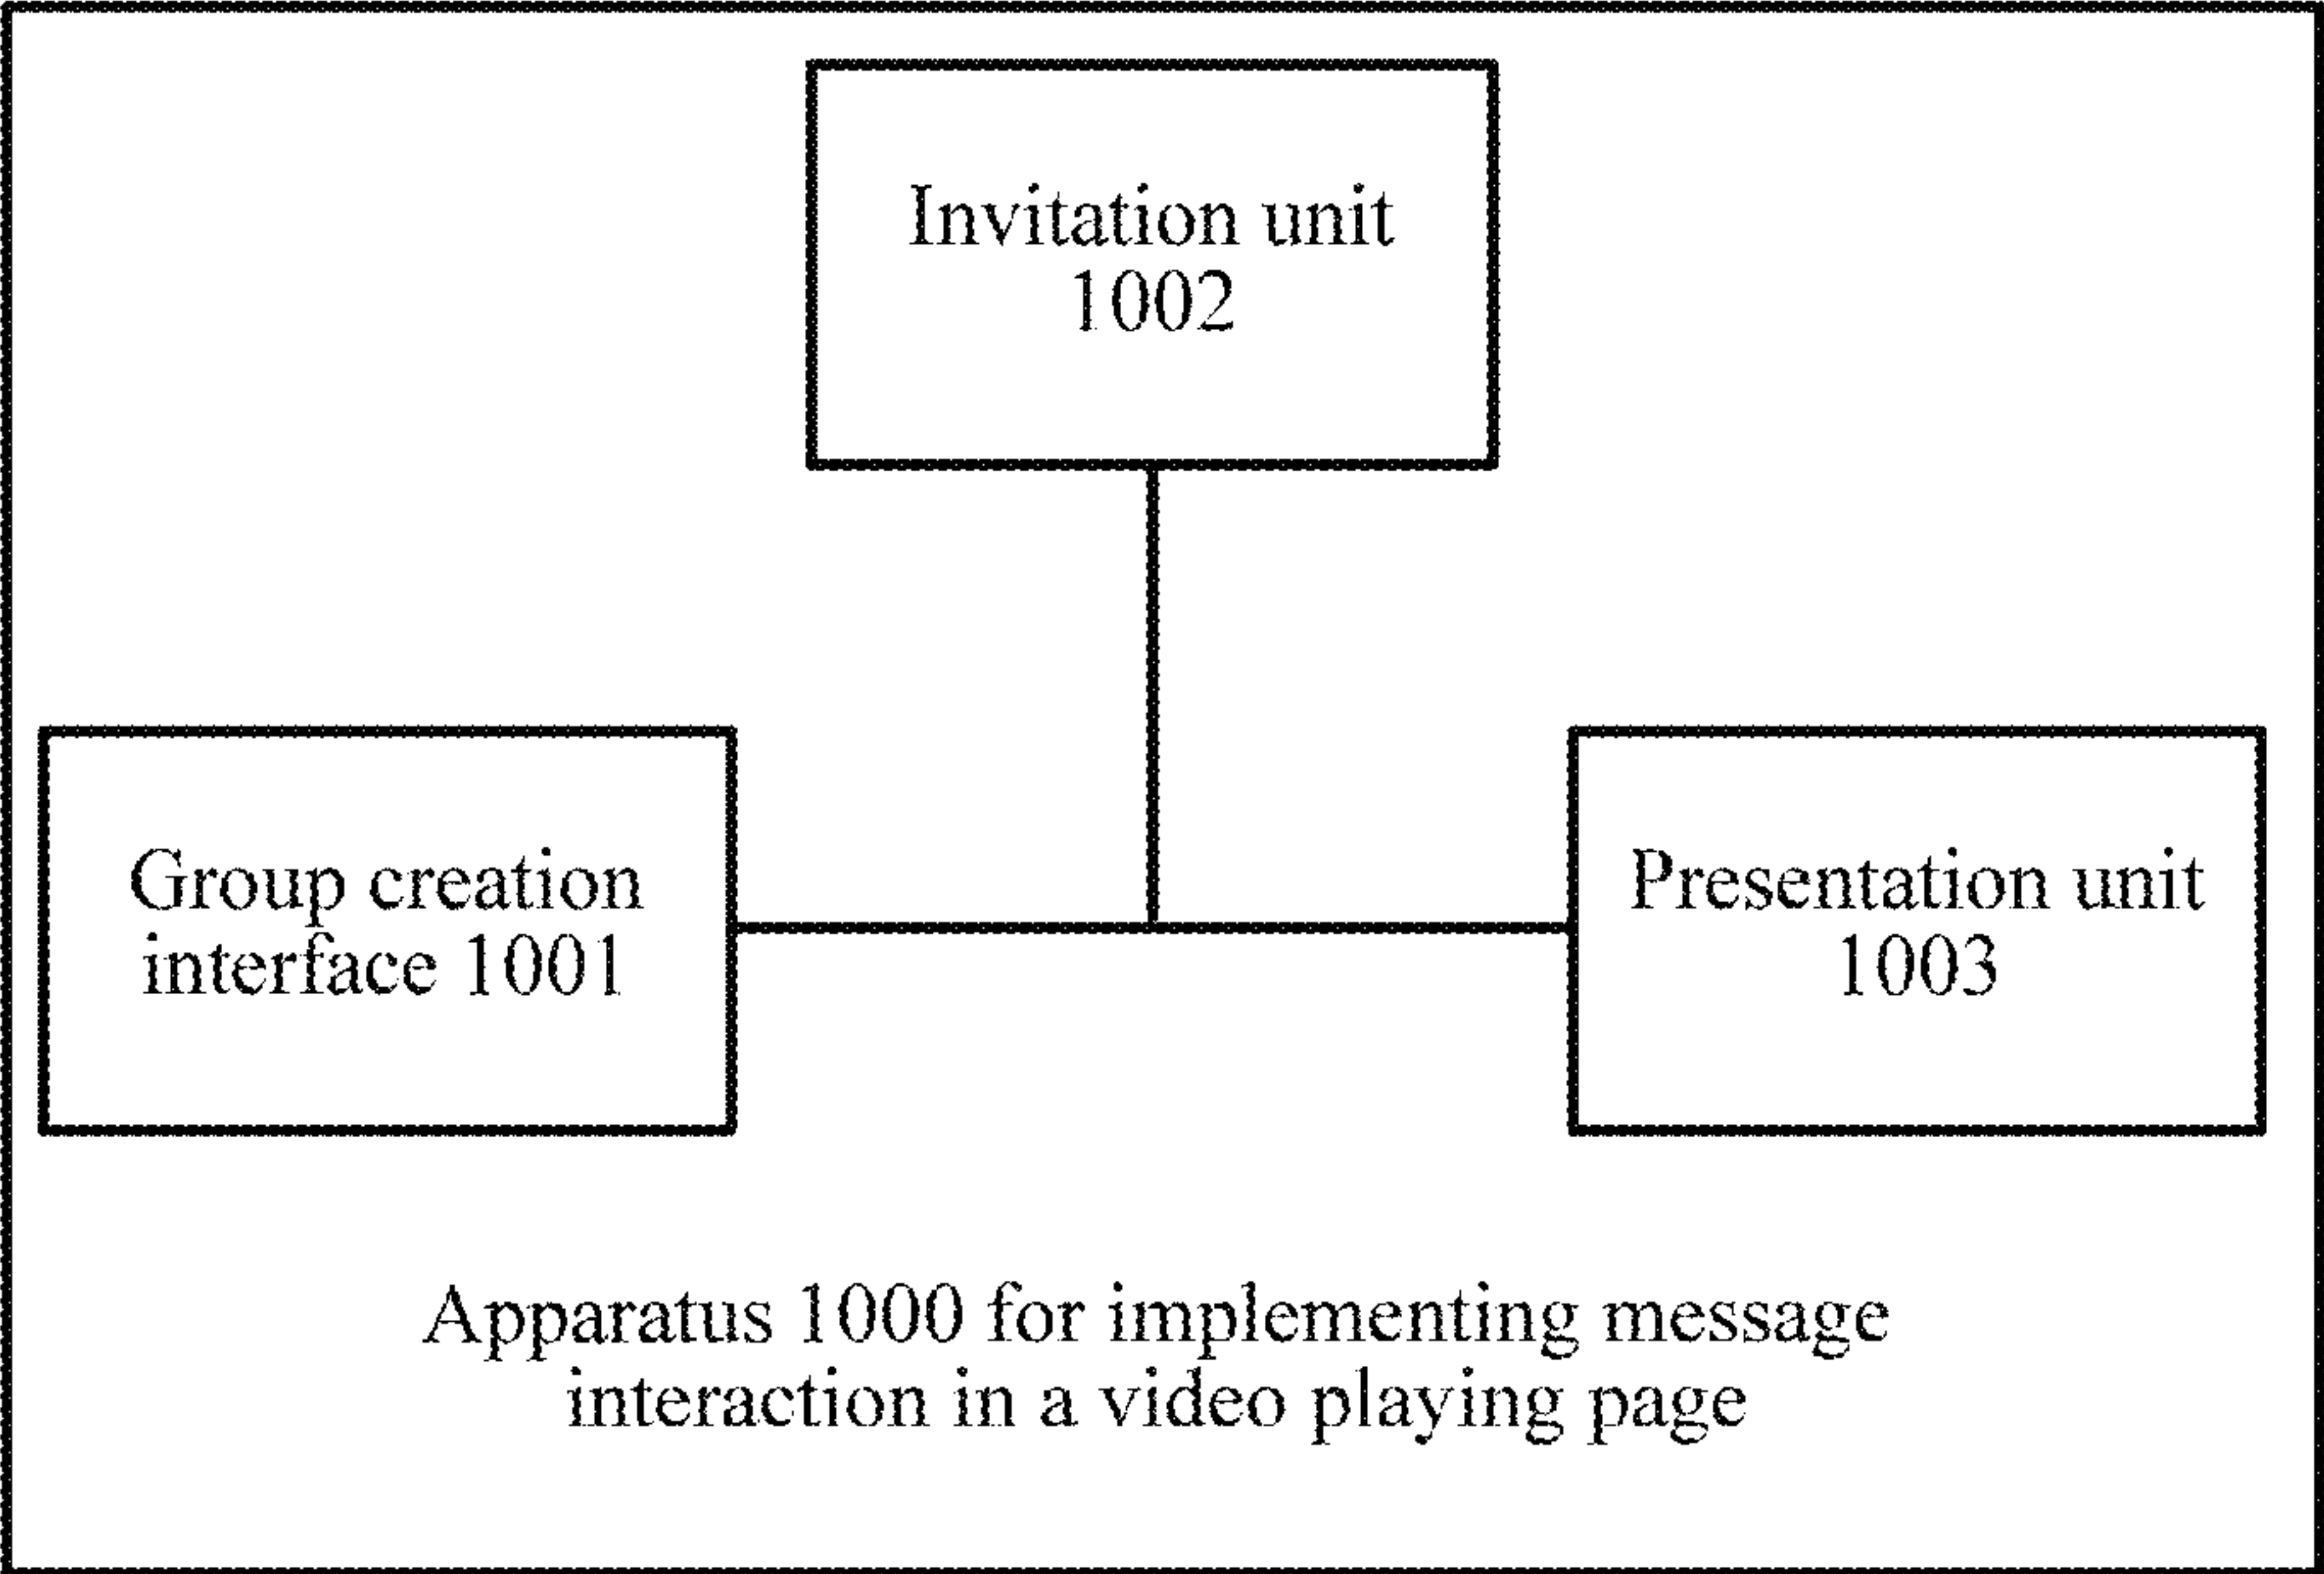 Invitation unit
1002
Group creation
interface 1001
Presentation unit
1003
Apparatus 1000 for implementing message
interaction in a video playing page